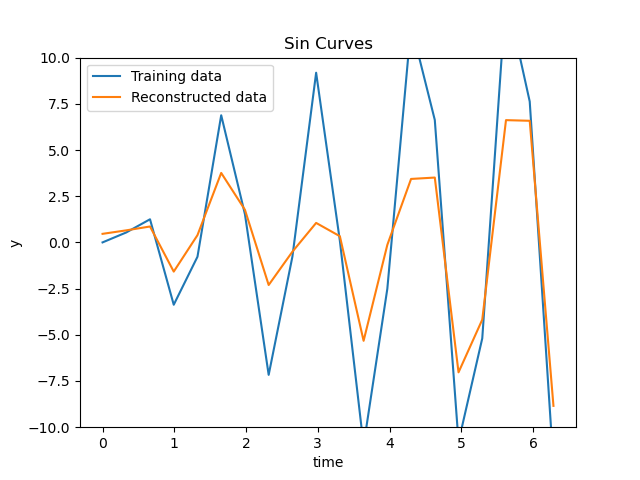 Sin Curves
Training data
Reconstructed data
10.0
7.5
5.0
2.5
0.0
−2.5
−5.0
−7.5
−10.0
y
0 1 2 3 4 5 6
time